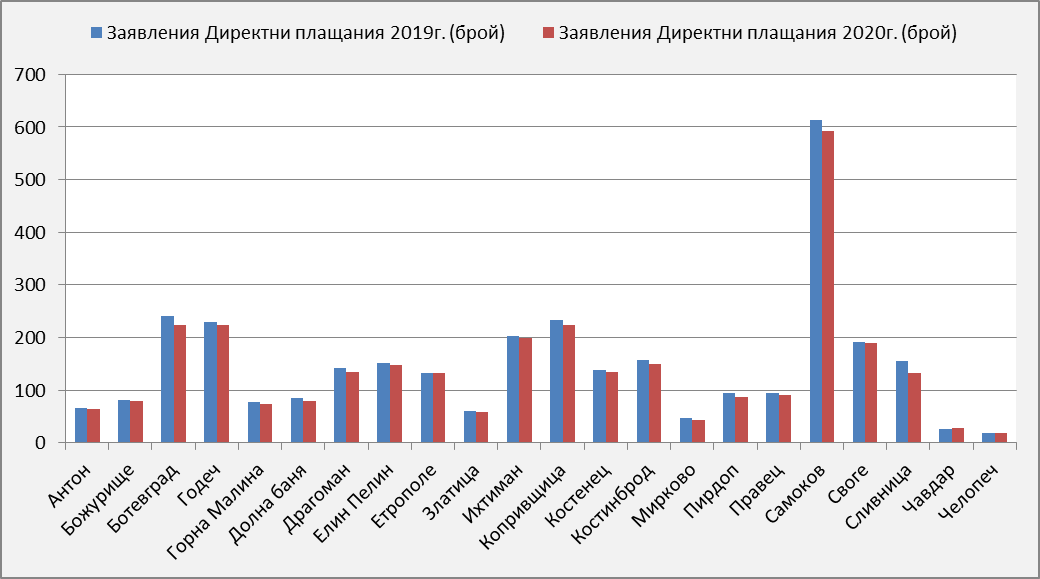 Заявления Директни плащания 2019г. (брой) Заявления Директни плащания 2020г. (брой)
700
600
500
400
300
200
100
0
Антон
Божурище
Ботевград
Годеч
Горна Малина
Долна баня
Драгоман
Елин Пелин
Етрополе
Златица
Ихтиман
Копривщица
Костенец
Костинброд
Мирково
Пирдоп
Правец
Самоков
Своге
Сливница
Чавдар
Челопеч